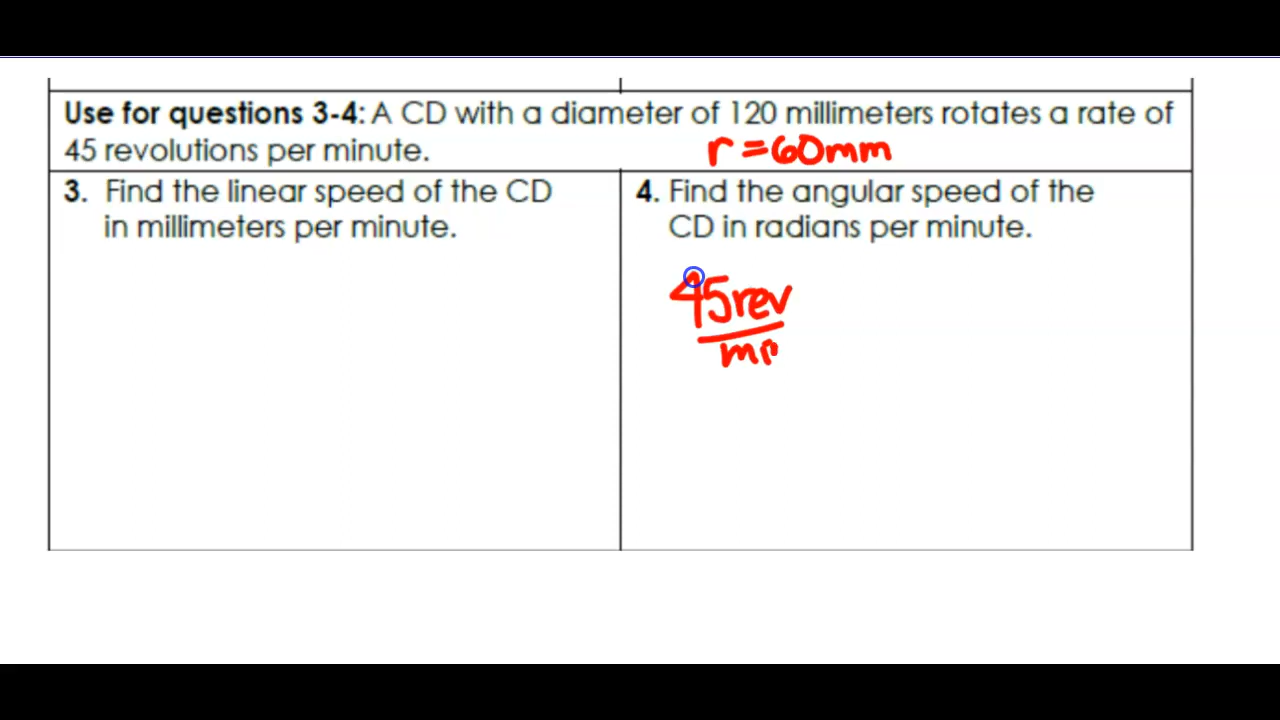 Use for questions 3-4: A CD with a diameter of 120 millimeters rotates a rate of
45 revolutions per minute.
r = 60mm
3. Find the linear speed of the CD
in millimeters per minute.
4. Find the angular speed of the
CD in radians per minute.
45 rev